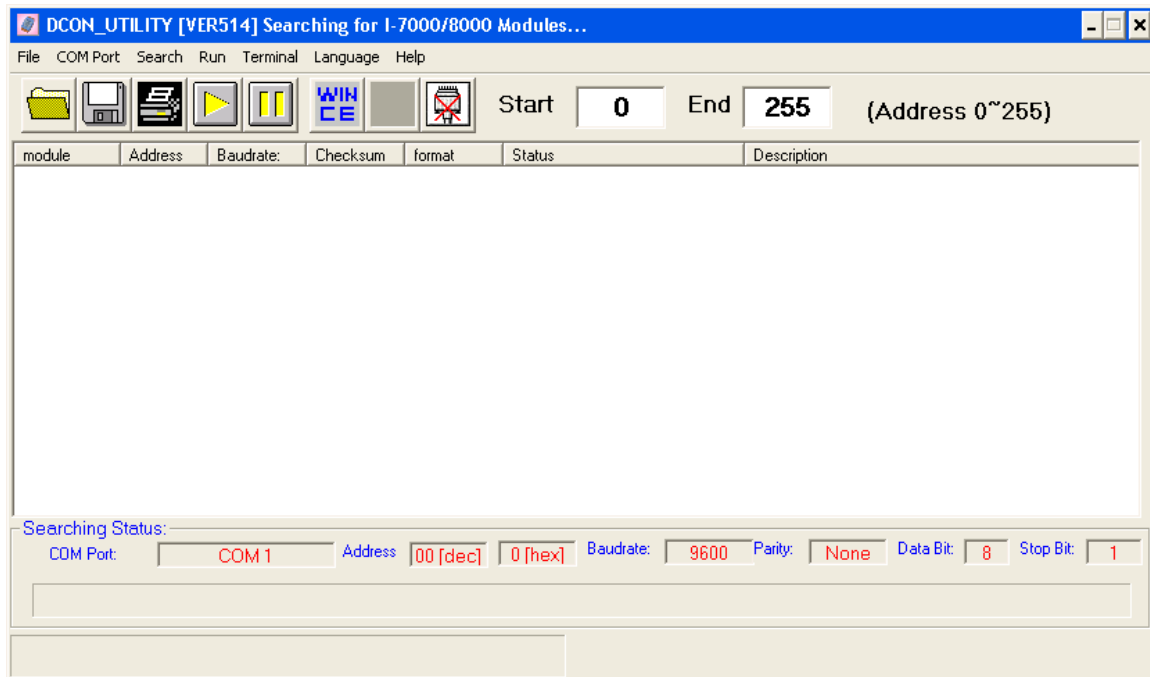 DCON_UTILITY [VER514] Searching for I-7000/8000 Modules...
File COM Port Search Run Terminal Language Help
WIN CE Start 0 End 255 (Address 0~255)
module Address Baudrate: Checksum format Status Description
Searching Status:
COM Port: COM 1 Address 00 [dec] 0 [hex] Baudrate: 9600 Parity: None Data Bit: 8 Stop Bit: 1